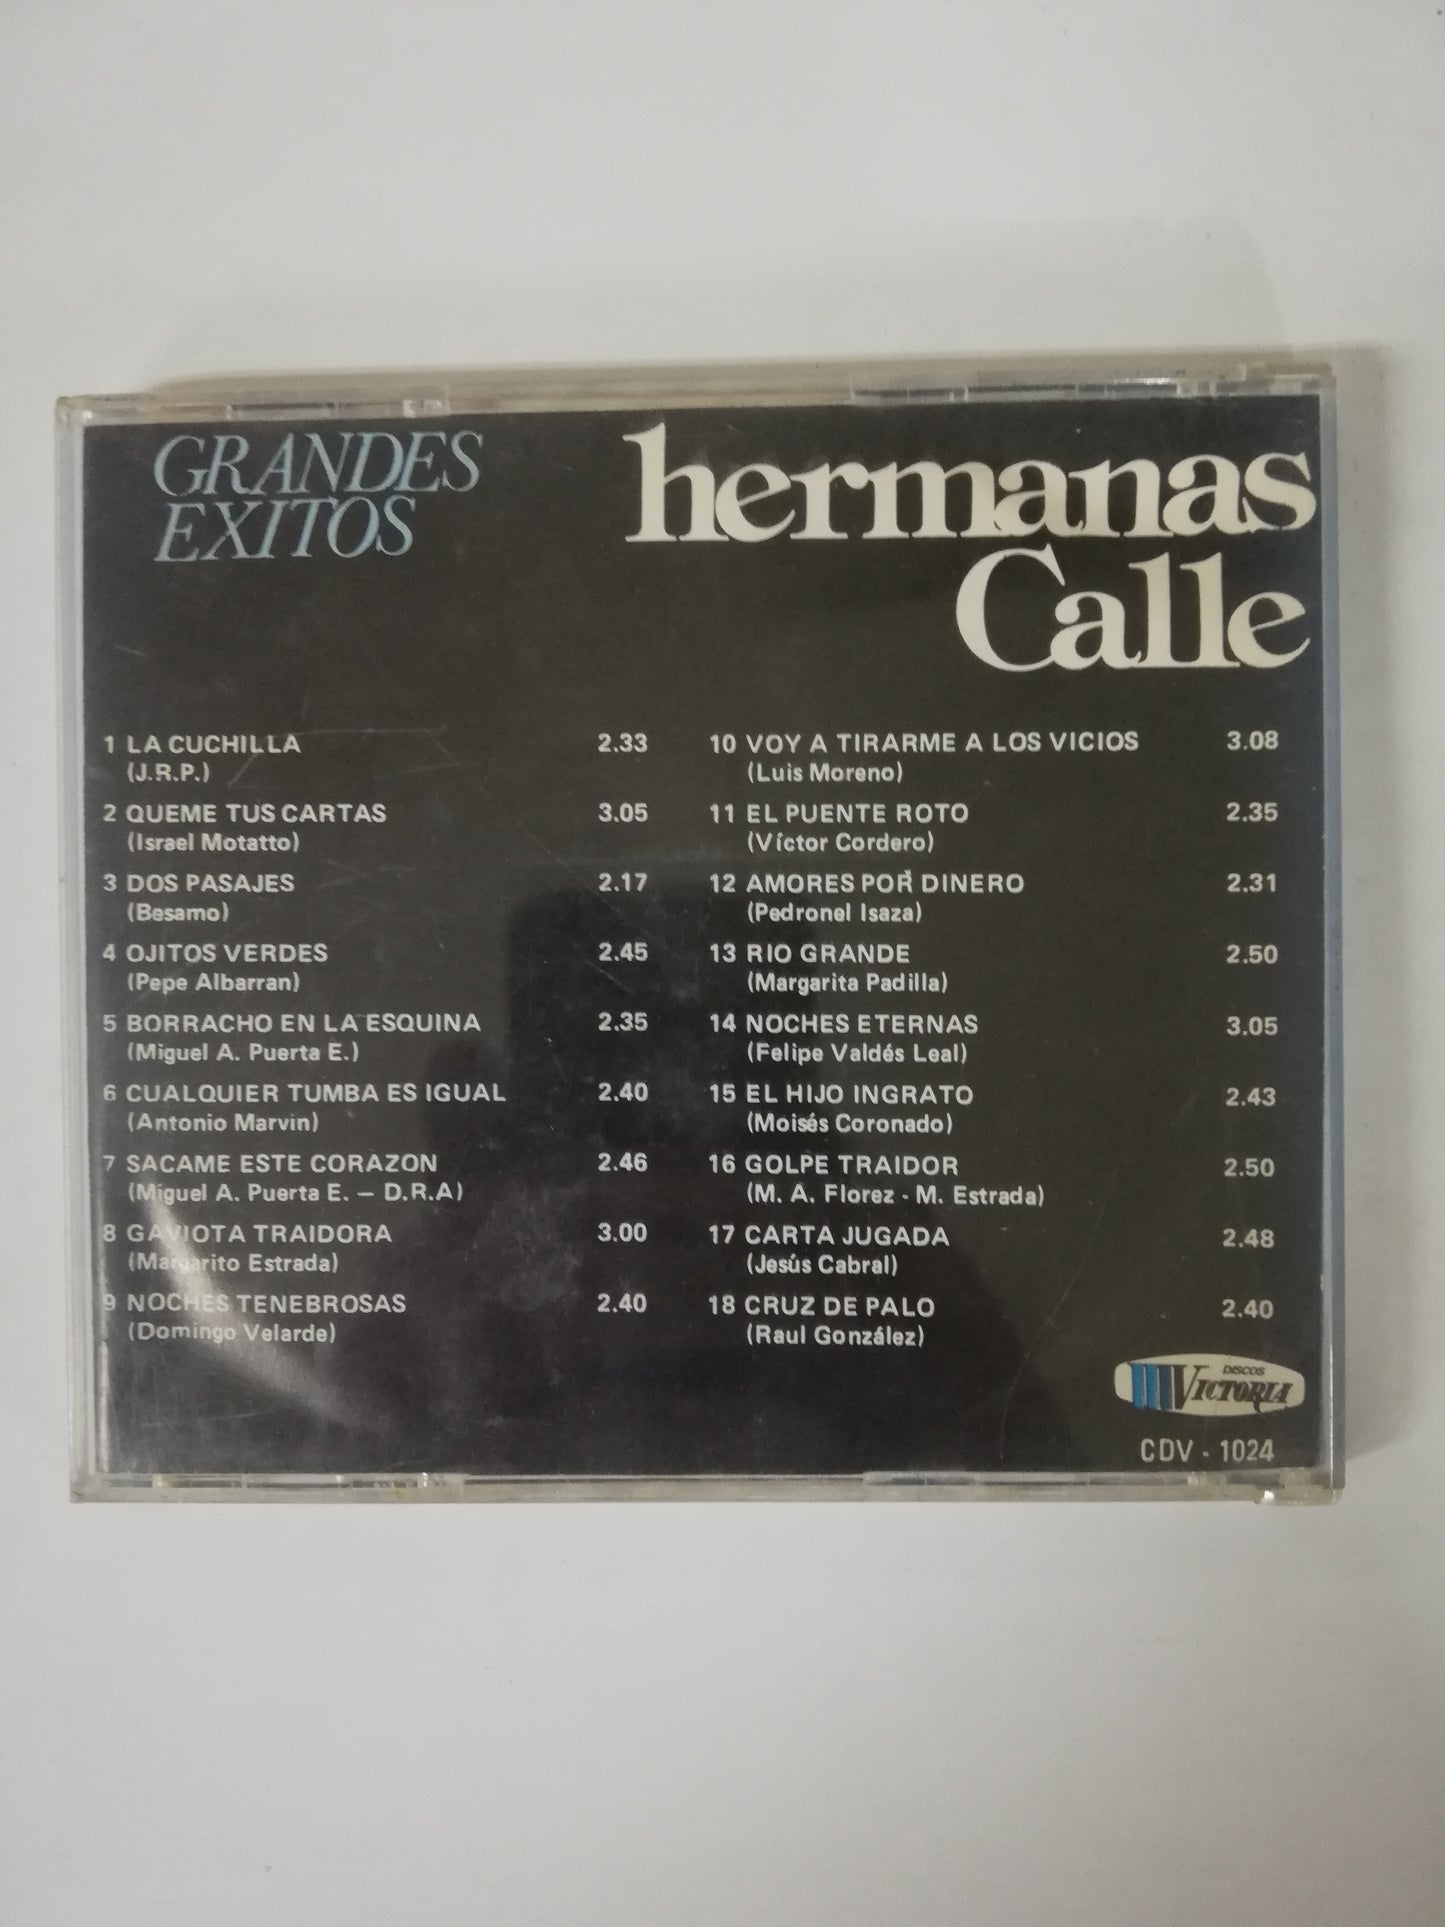 GRANDES
EXITOS
hermanas
Calle
1 LA CUCHILLA 2.33
(J.R.P.)
2 QUEME TUS CARTAS 3.05
(Israel Motatto)
3 DOS PASAJES 2.17
(Besamo)
4 OJITOS VERDES 2.45
(Pepe Albarran)
5 BORRACHO EN LA ESQUINA 2.35
(Miguel A. Puerta E.)
6 CUALQUIER TUMBA ES IGUAL 2.40
(Antonio Marvin)
7 SACAME ESTE CORAZON 2.46
(Miguel A. Puerta E. — D.R.A)
8 GAVIOTA TRAIDORA 3.00
(Margarito Estrada)
9 NOCHES TENEBROSAS 2.40
(Domingo Velarde)
10 VOY A TIRARME A LOS VICIOS 3.08
(Luis Moreno)
11 EL PUENTE ROTO 2.35
(Víctor Cordero)
12 AMORES POR DINERO 2.31
(Pedronel Isaza)
13 RIO GRANDE 2.50
(Margarita Padilla)
14 NOCHES ETERNAS 3.05
(Felipe Valdés Leal)
15 EL HIJO INGRATO 2.43
(Moisés Coronado)
16 GOLPE TRAIDOR 2.50
(M. A. Florez - M. Estrada)
17 CARTA JUGADA 2.48
(Jesús Cabral)
18 CRUZ DE PALO 2.40
(Raul González)
DISCOS
VICTORIA
CDV - 1024